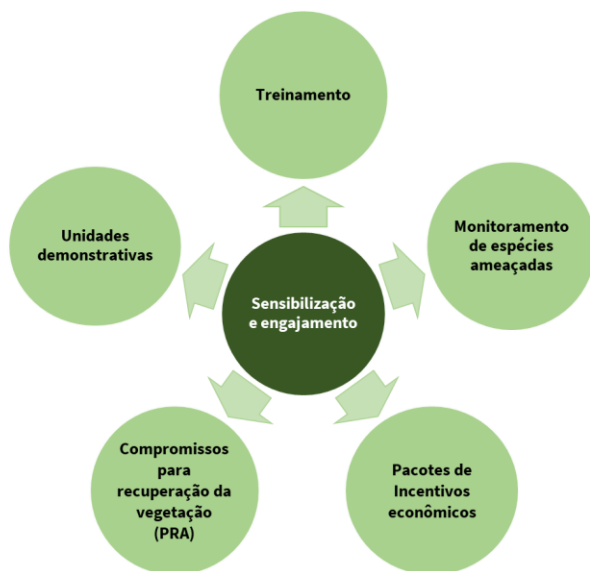 Treinamento
Unidades
demonstrativas
Monitoramento
de espécies
ameaçadas
Sensibilização
e engajamento
Compromissos
para
recuperação da
vegetação
(PRA)
Pacotes de
Incentivos
econômicos